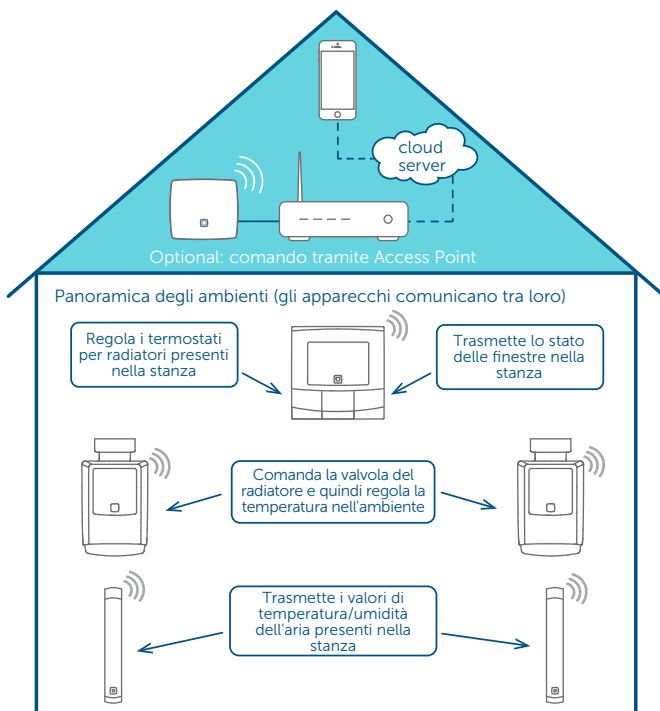 cloud
server
Optional: comando tramite Access Point
Panoramica degli ambienti (gli apparecchi comunicano tra loro)
Regola i termostati
per radiatori presenti
nella stanza
Trasmette lo stato
delle finestre nella
stanza
Comanda la valvola del
radiatore e quindi regola la
temperatura nell'ambiente
Trasmette i valori di
temperatura/umidità
dell'aria presenti nella
stanza